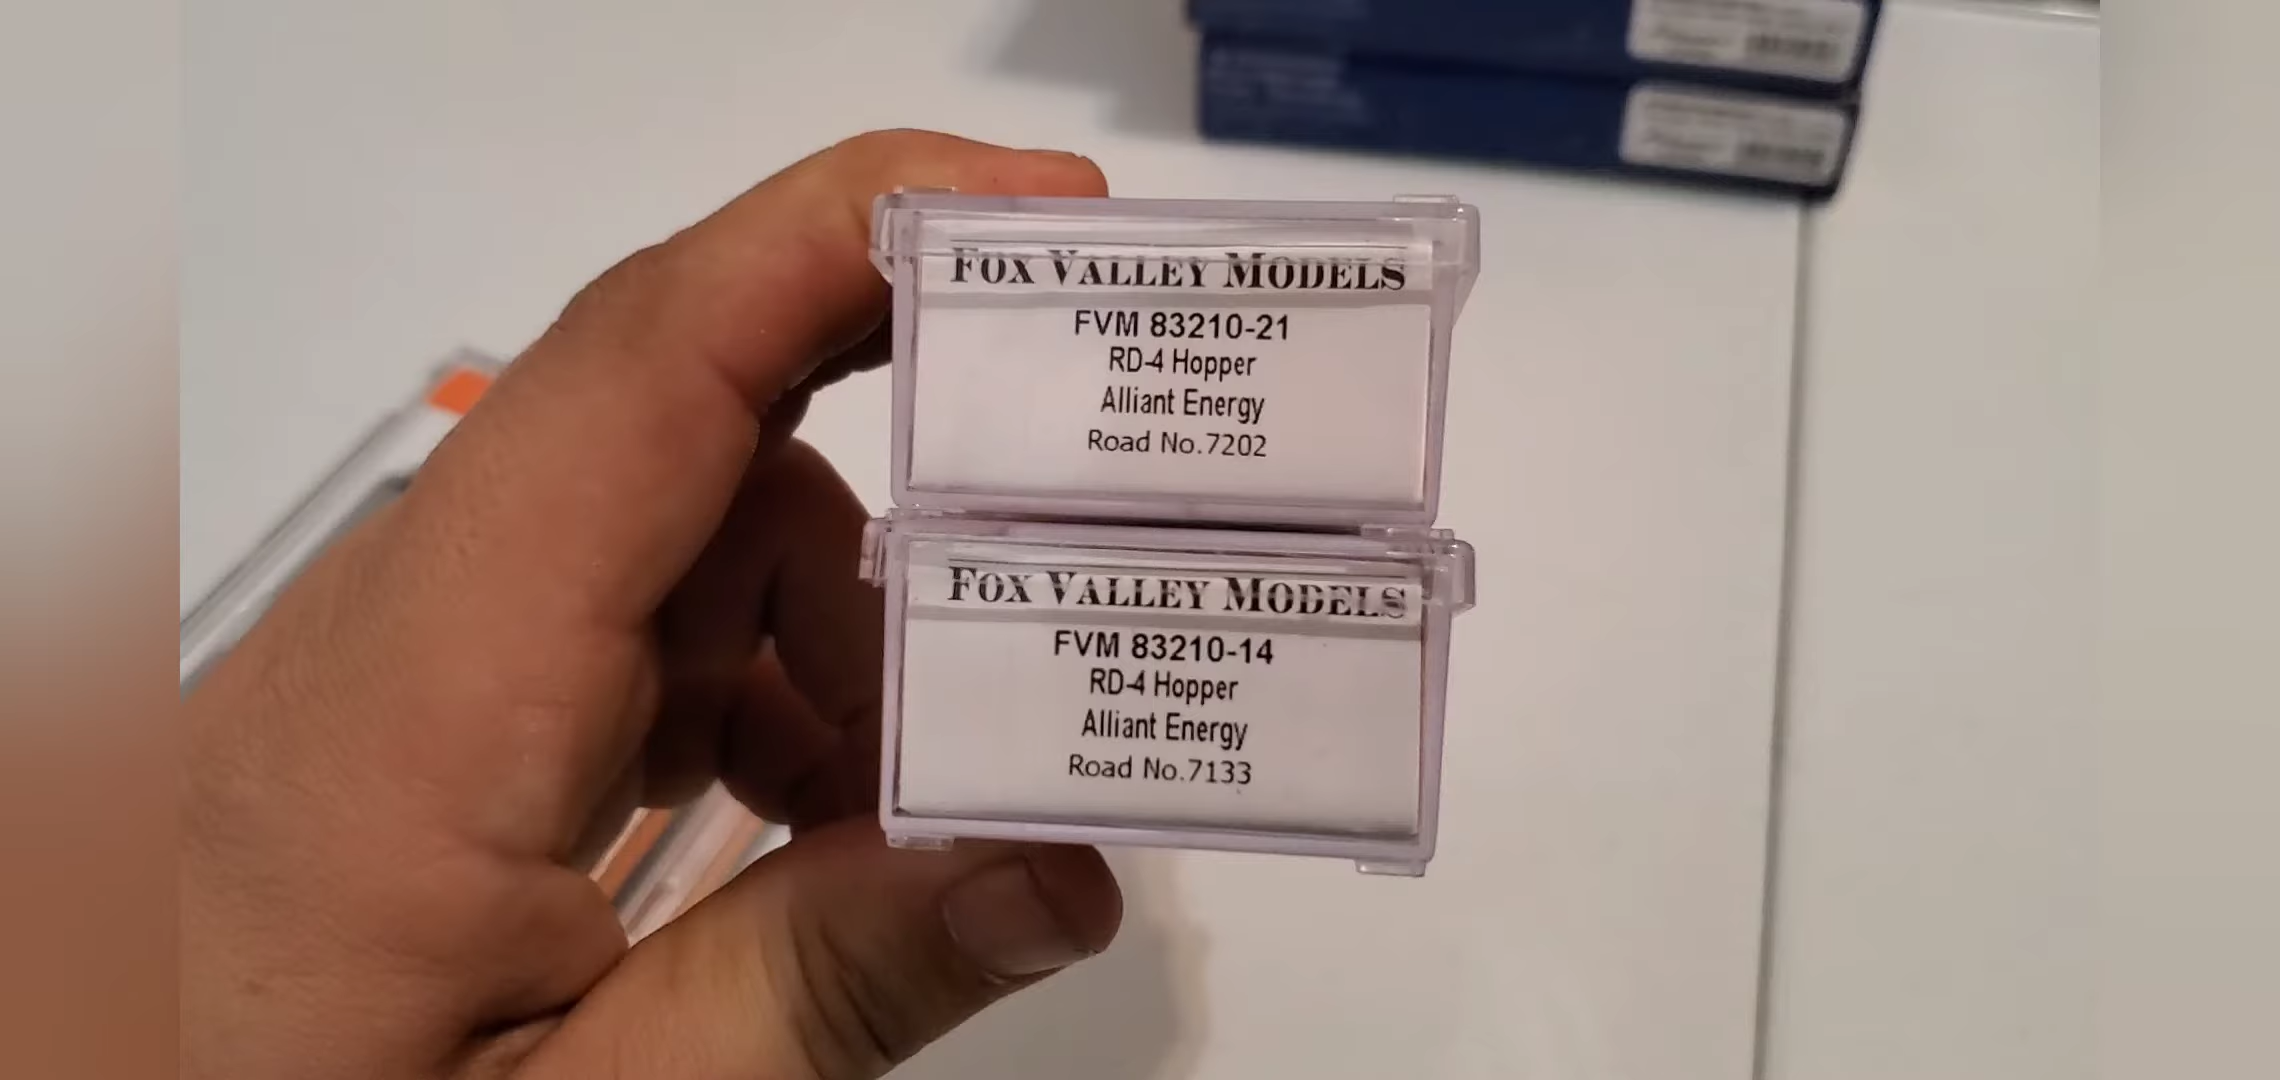 FOX VALLEY MODELS
FVM 83210-21
RD-4 Hopper
Alliant Energy
Road No.7202
FOX VALLEY MODELS
FVM 83210-14
RD-4 Hopper
Alliant Energy
Road No.7133